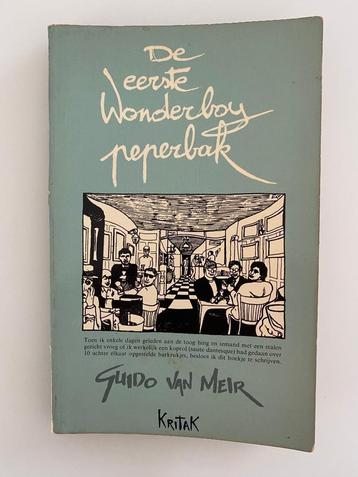 De
eerste
Wonderboy
peperbak
Toen ik enkele dagen geleden aan de toog hing en iemand met een stalen
gezicht vroeg of ik werkelijk een koprol (saute dantesque) had gedaan over
10 achter elkaar opgestelde barkrukjes, besloot ik dit boekje te schrijven.
GUIDO VAN MEIR
KRITAK